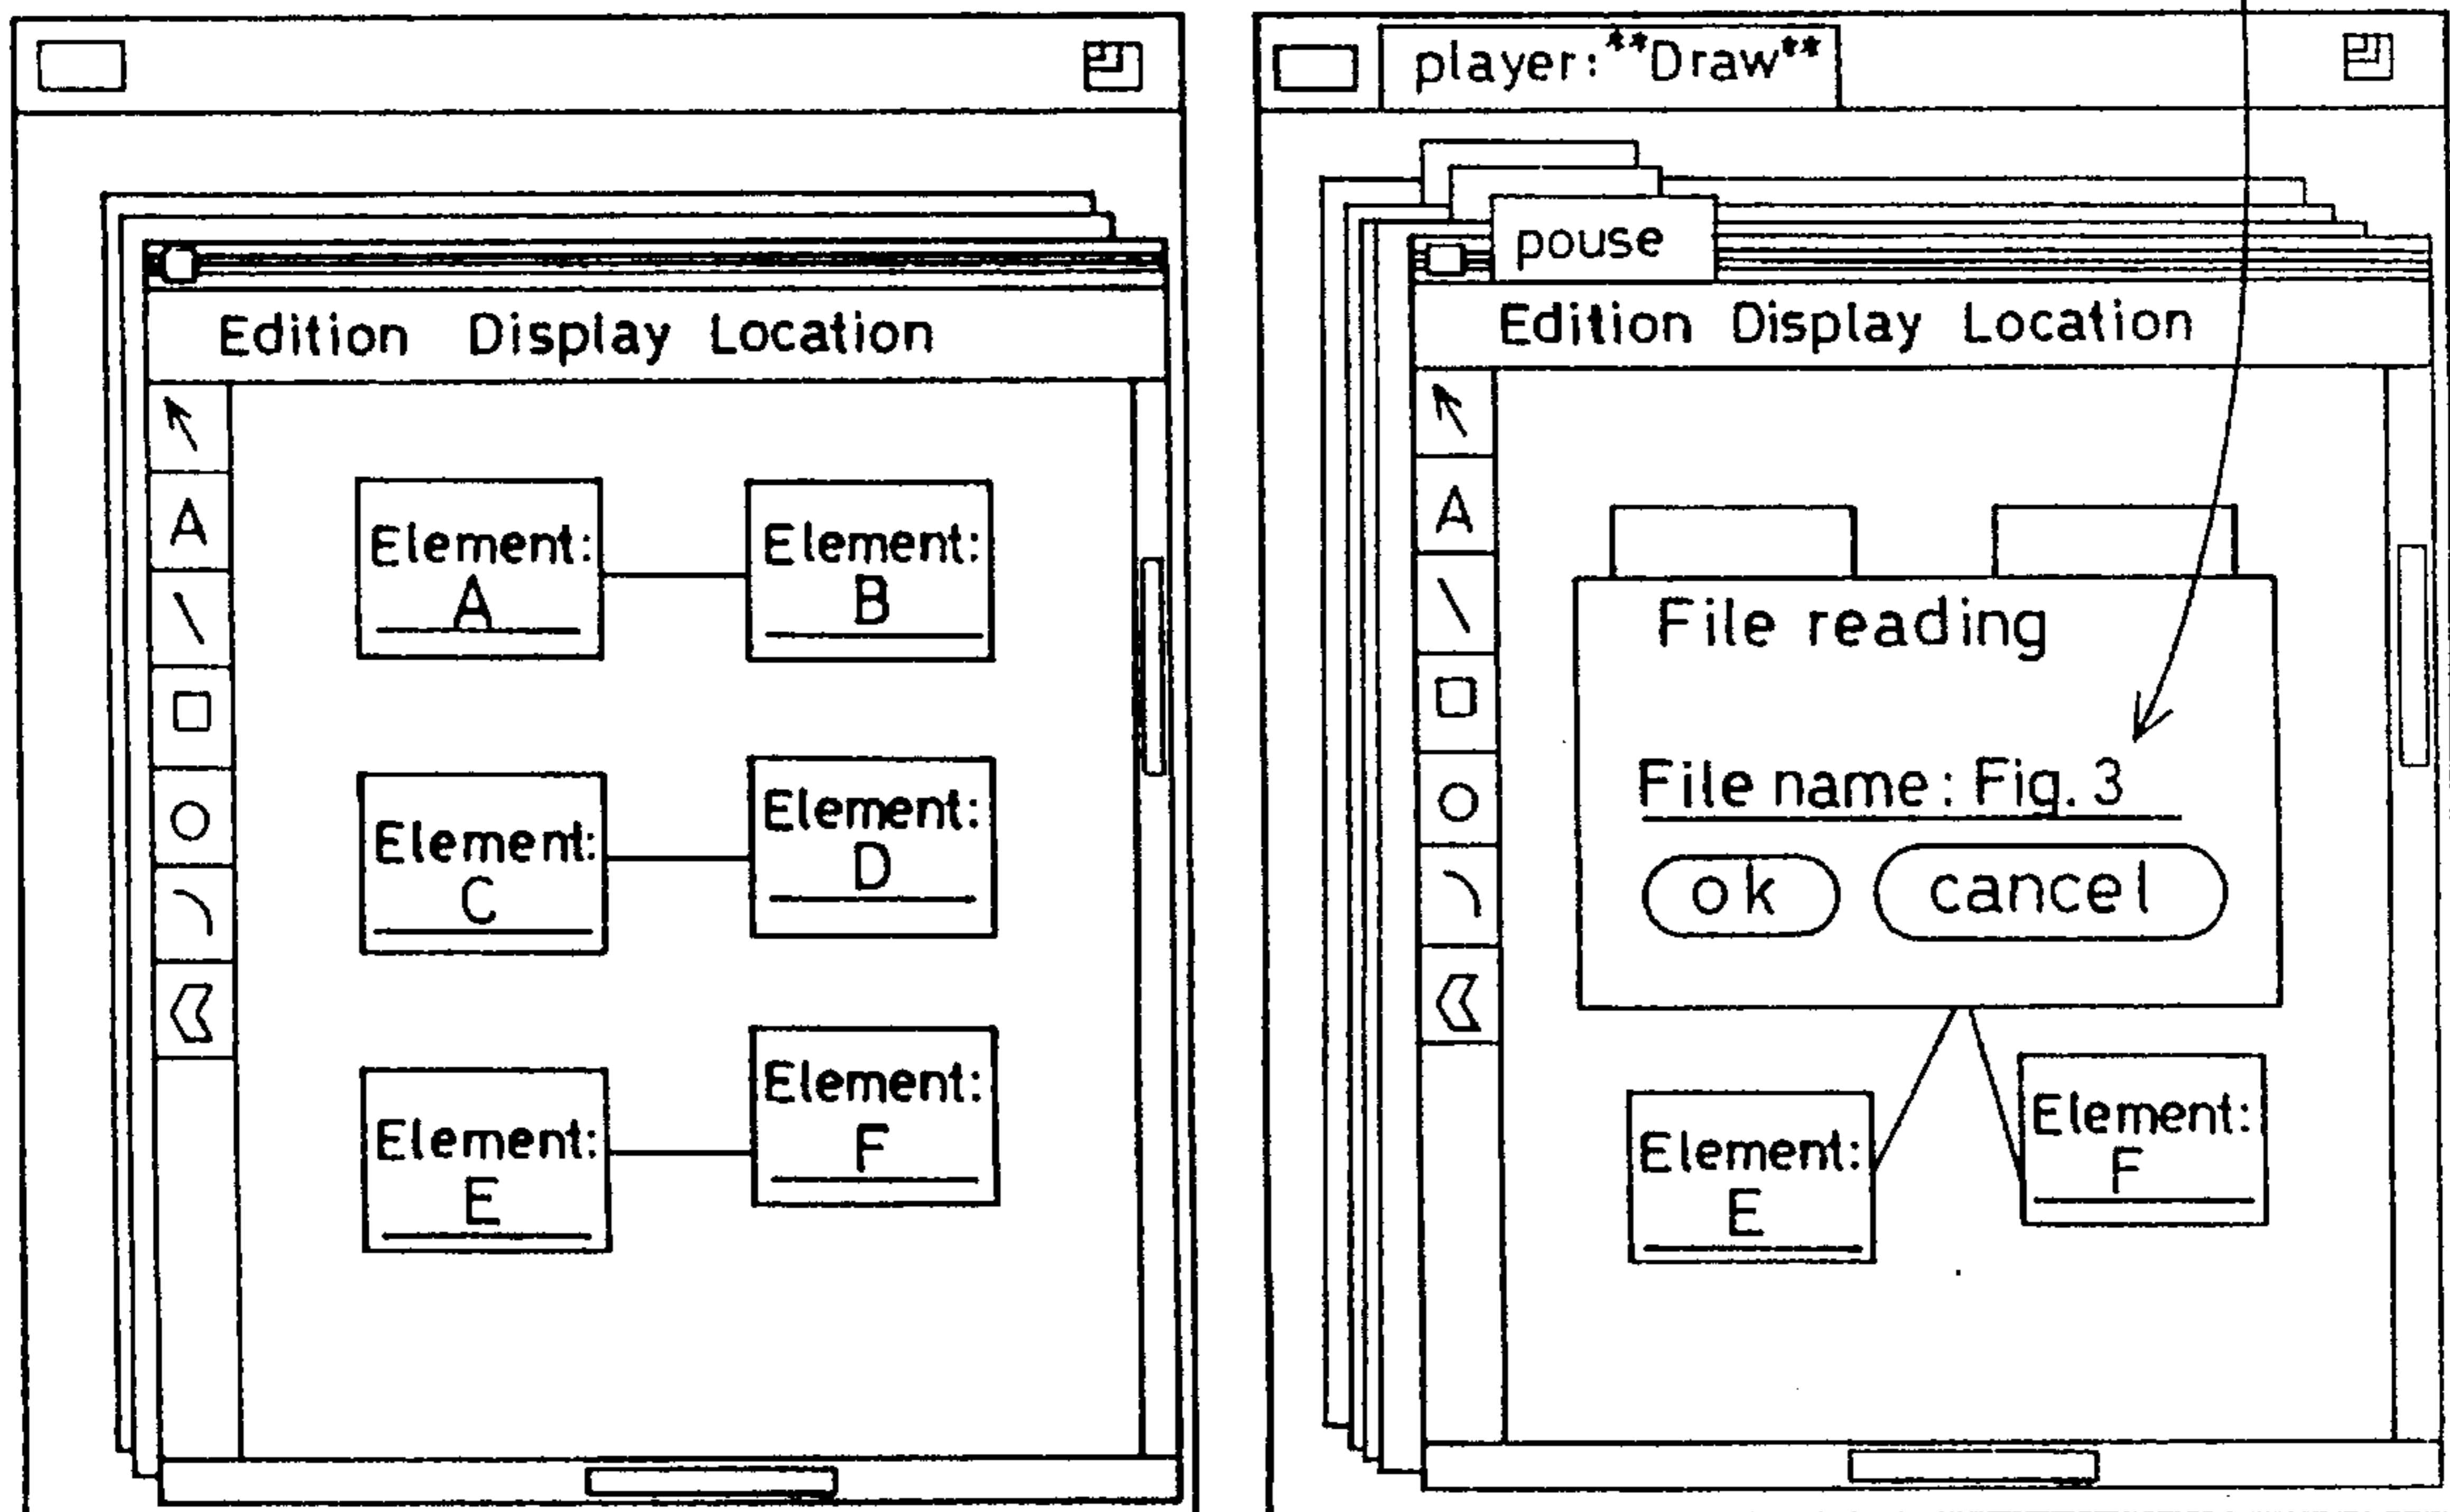 Edition Display Location
A
Element:
A
Element:
B
Element:
C
Element:
D
Element:
E
Element:
F
player:**Draw**
pouse
Edition Display Location
A
File reading
File name: Fig. 3
ok
cancel
Element:
E
Element:
F